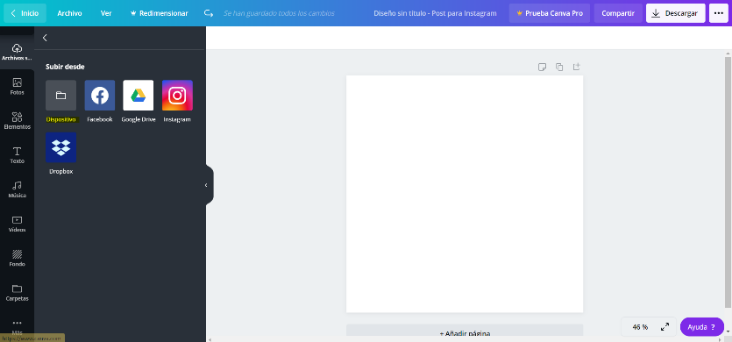 Inicio
Archivo
Ver
Redimensionar
Se han guardado todos los cambios
Diseño sin título - Post para Instagram
Prueba Canva Pro
Compartir
Descargar
Archivos s...
Subir desde
Dispositivo
Facebook
Google Drive
Instagram
Dropbox
Fotos
Elementos
Texto
Música
Vídeos
Fondo
Carpetas
Más
+ Añadir página
46 %
Ayuda ?